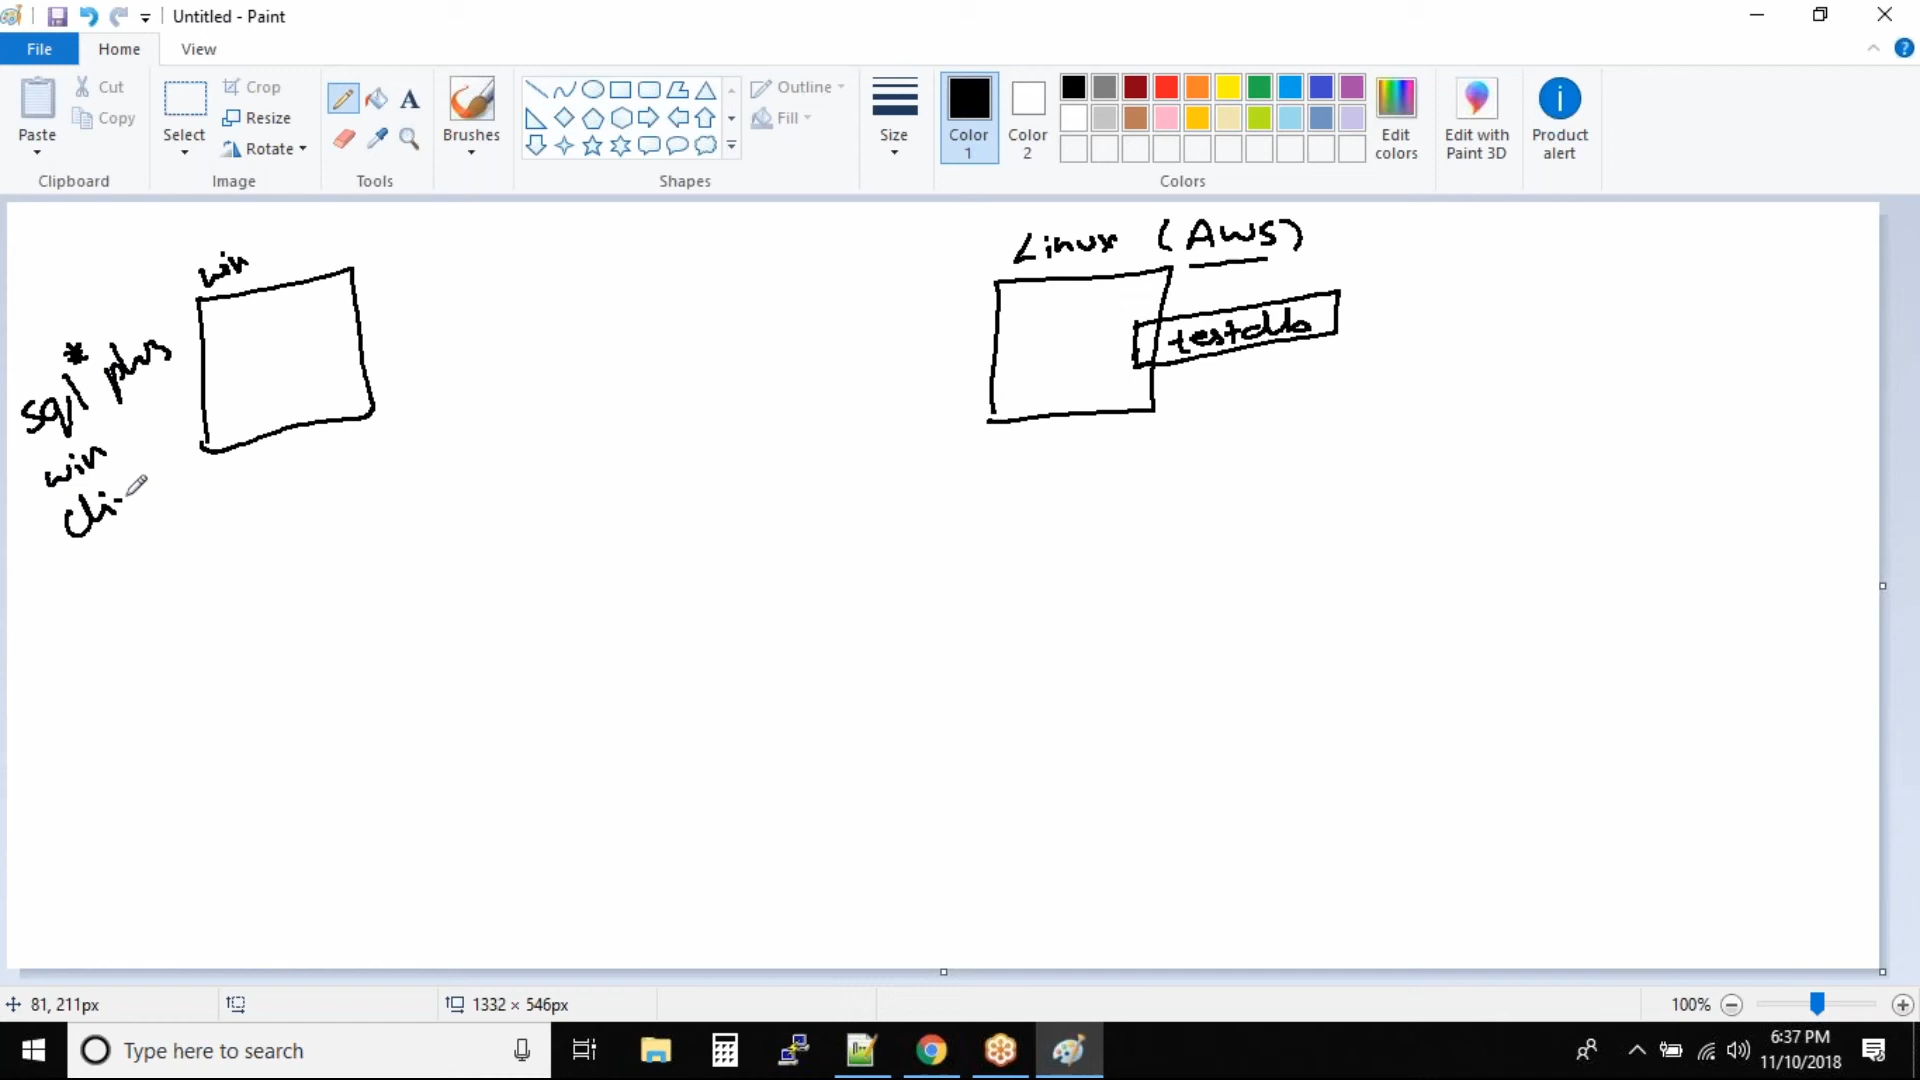 Untitled - Paint
File Home View
Paste
Cut
Copy
Clipboard
Select
Crop
Resize
Rotate
Image
A
Tools
Brushes
Shapes
Outline
Fill
Size
Color 1
Color 2
Edit colors
Colors
Edit with Paint 3D
Product alert
win
sql*plus
win
cli-
Linux (AWS)
testdb
81, 211px
1332 × 546px
100%
Type here to search
6:37 PM
11/10/2018